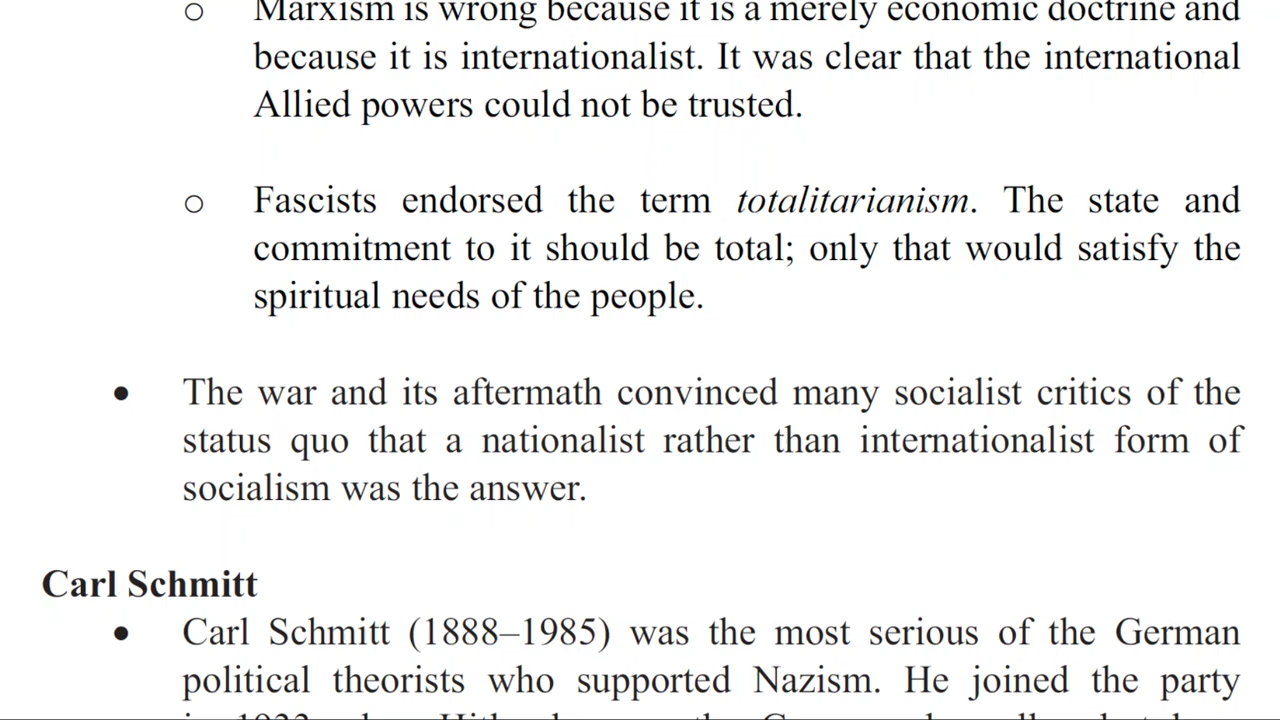 ○ Marxism is wrong because it is a merely economic doctrine and
because it is internationalist. It was clear that the international
Allied powers could not be trusted.
○ Fascists endorsed the term totalitarianism. The state and
commitment to it should be total; only that would satisfy the
spiritual needs of the people.
• The war and its aftermath convinced many socialist critics of the
status quo that a nationalist rather than internationalist form of
socialism was the answer.
Carl Schmitt
• Carl Schmitt (1888–1985) was the most serious of the German
political theorists who supported Nazism. He joined the party